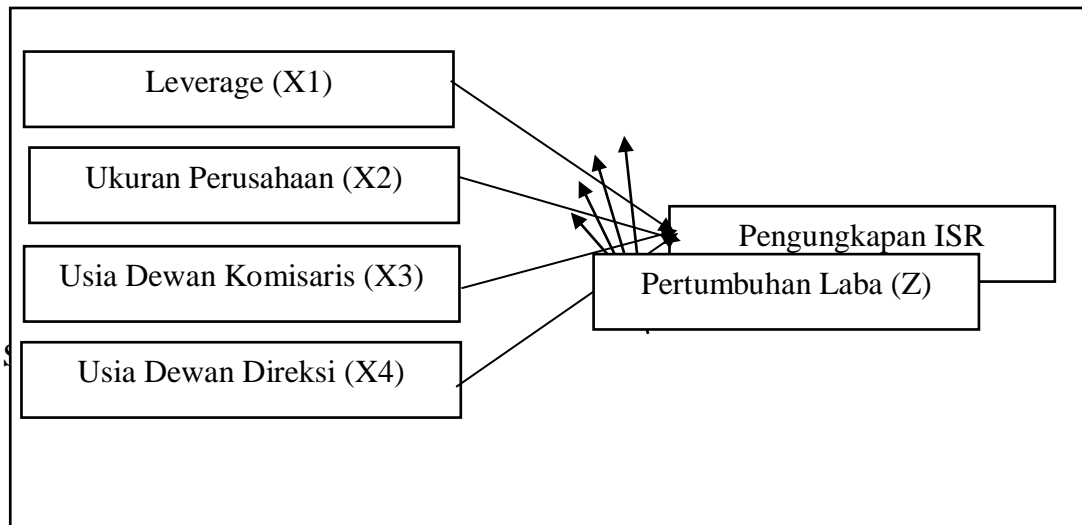 Leverage (X1)
Ukuran Perusahaan (X2)
Pengungkapan ISR
Usia Dewan Komisaris (X3)
Pertumbuhan Laba (Z)
Usia Dewan Direksi (X4)